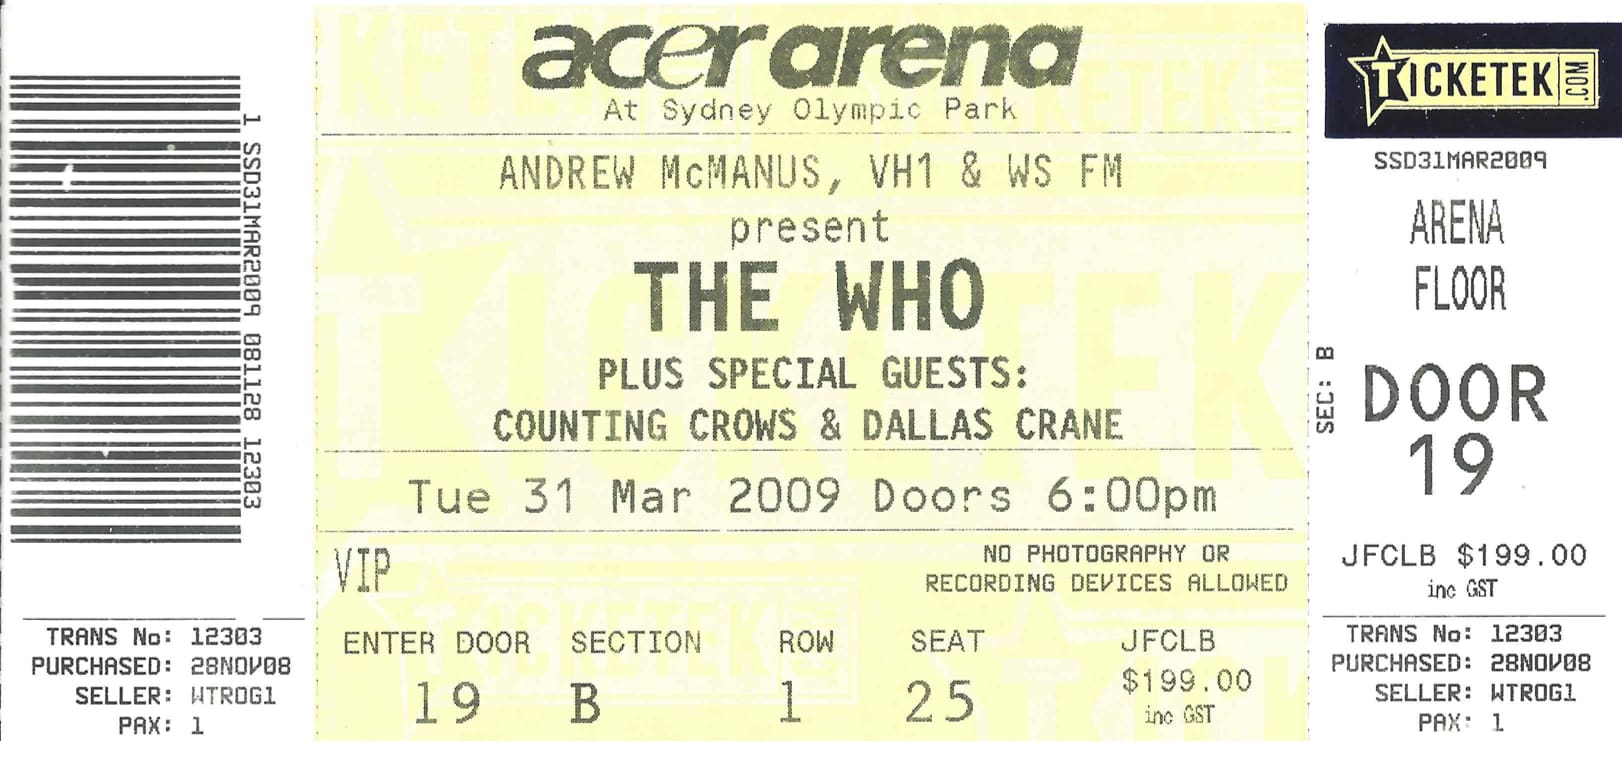 1 SSD31MAR2009 081128 12303
TRANS No: 12303
PURCHASED: 28NOV08
SELLER: WTROG1
PAX: 1
acer arena
At Sydney Olympic Park
ANDREW McMANUS, VH1 & WS FM
present
THE WHO
PLUS SPECIAL GUESTS:
COUNTING CROWS & DALLAS CRANE
Tue 31 Mar 2009 Doors 6:00pm
VIP
NO PHOTOGRAPHY OR
RECORDING DEVICES ALLOWED
ENTER DOOR SECTION ROW SEAT JFCLB
$199.00
19 B 1 25
inc GST
TICKETEK.COM
SSD31MAR2009
ARENA
FLOOR
SEC: B
DOOR
19
JFCLB $199.00
inc GST
TRANS No: 12303
PURCHASED: 28NOV08
SELLER: WTROG1
PAX: 1